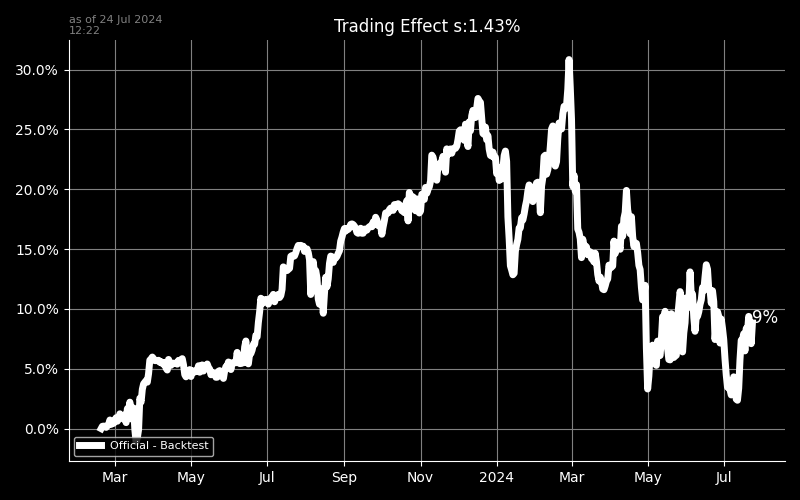 as of 24 Jul 2024
12:22
Trading Effect s:1.43%
30.0%
25.0%
20.0%
15.0%
10.0%
5.0%
0.0%
9%
Official - Backtest
Mar May Jul Sep Nov 2024 Mar May Jul